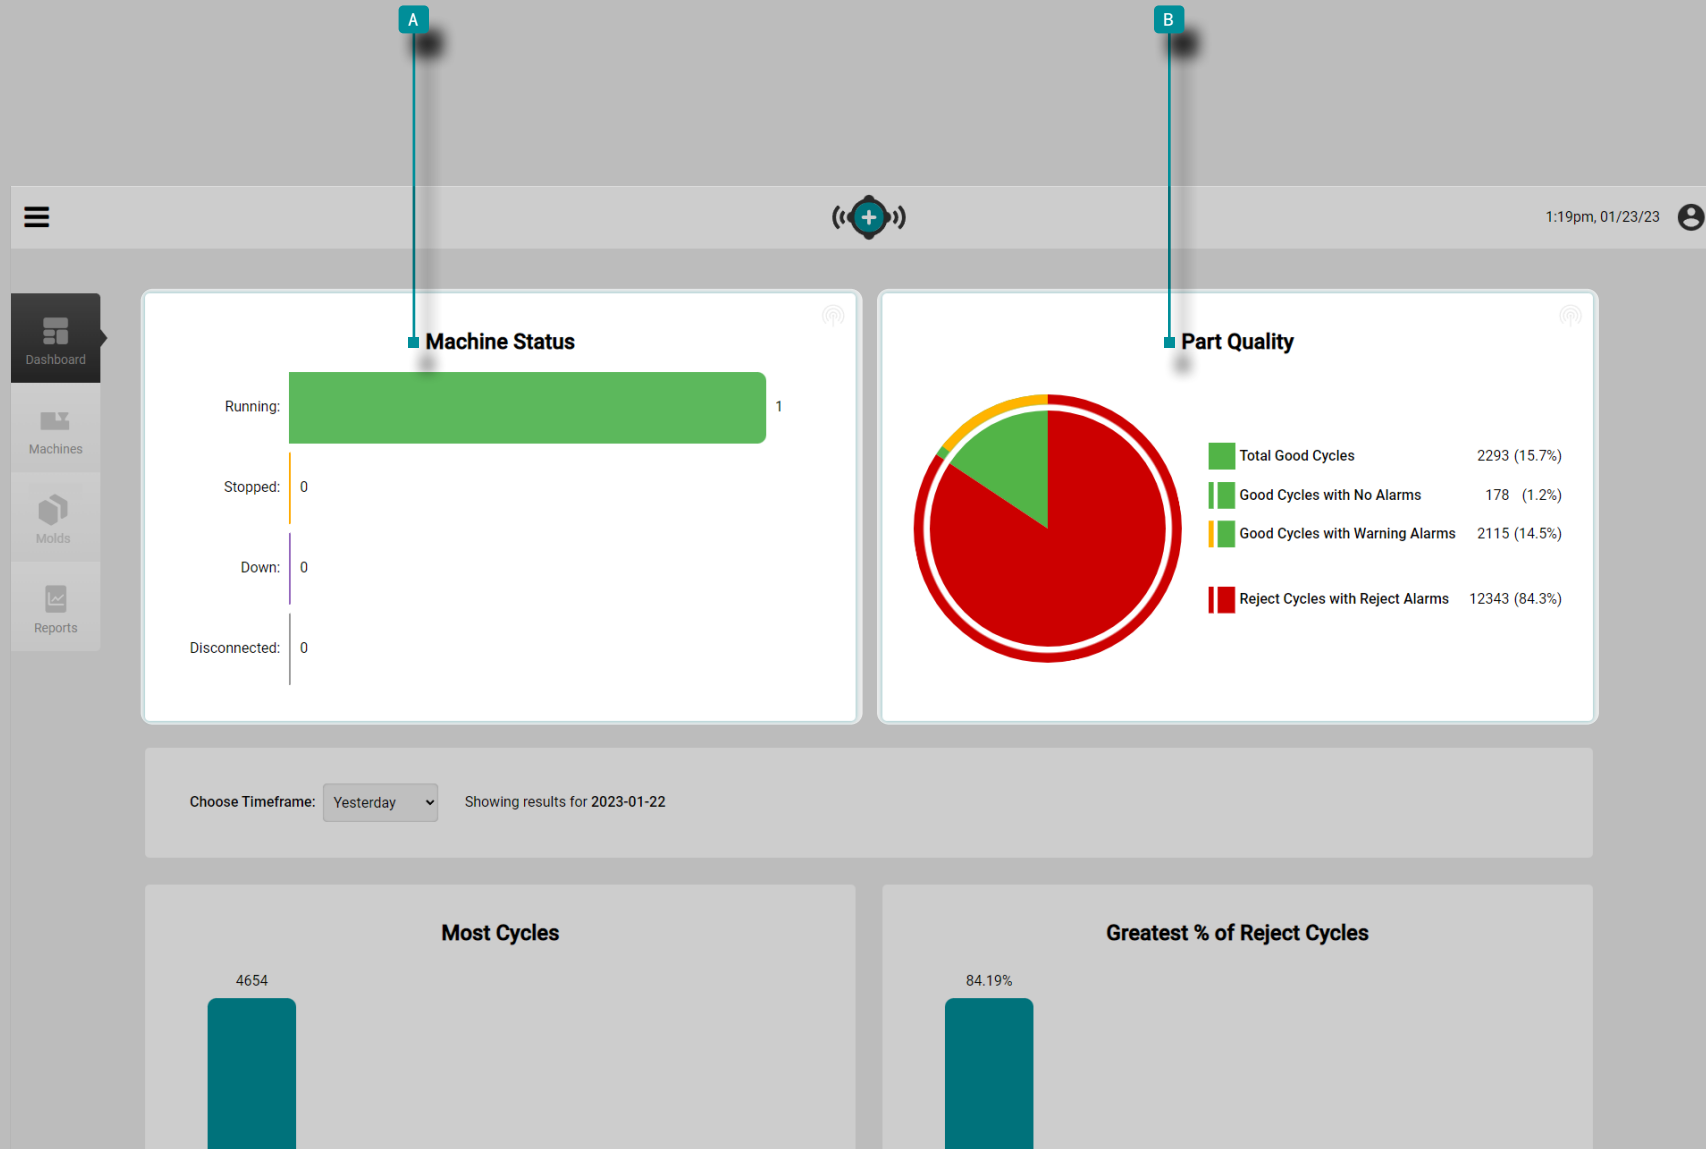 A
B
1:19pm, 01/23/23
Dashboard
Machines
Molds
Reports
Machine Status
Running: 1
Stopped: 0
Down: 0
Disconnected: 0
Part Quality
Total Good Cycles 2293 (15.7%)
Good Cycles with No Alarms 178 (1.2%)
Good Cycles with Warning Alarms 2115 (14.5%)
Reject Cycles with Reject Alarms 12343 (84.3%)
Choose Timeframe: Yesterday Showing results for 2023-01-22
Most Cycles
4654
Greatest % of Reject Cycles
84.19%